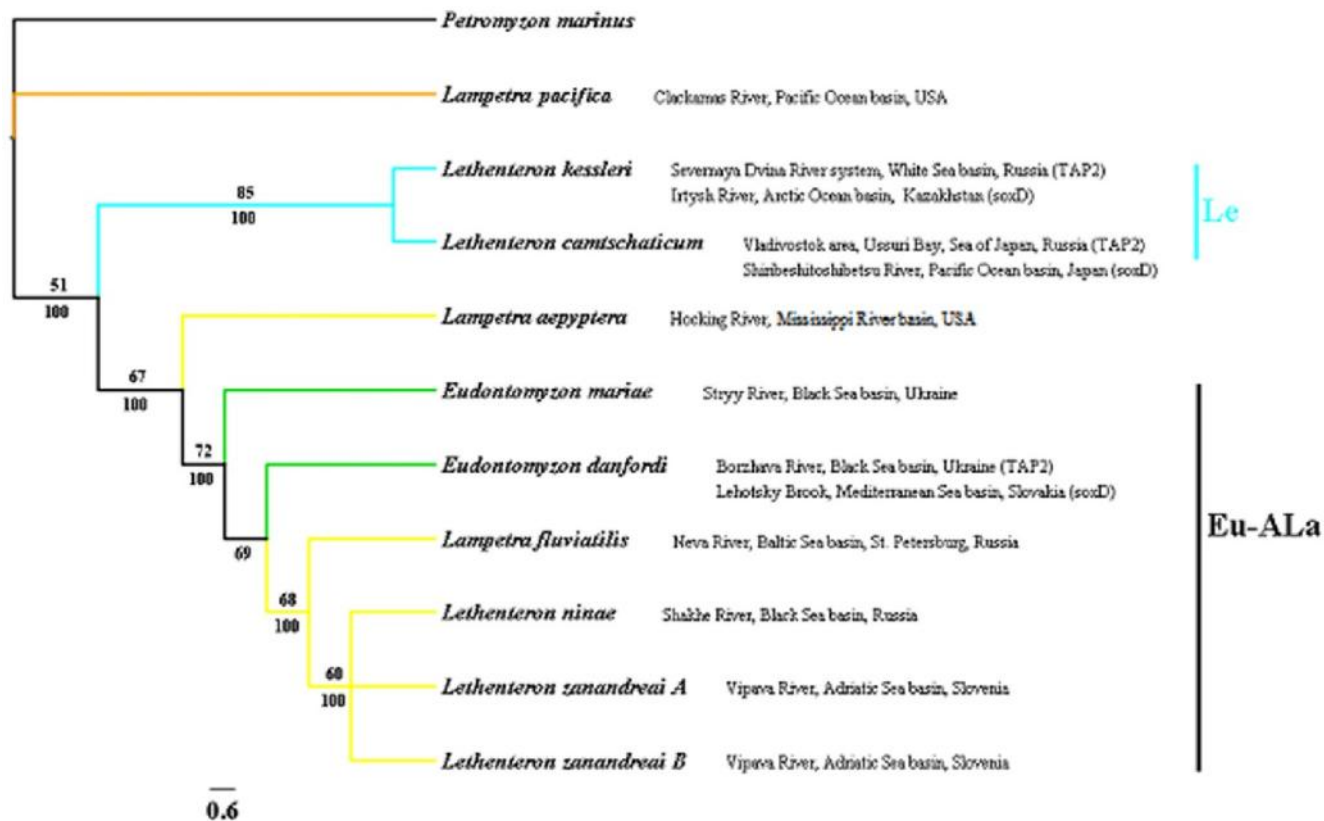 Petromyzon marinus
Lampetra pacifica Clackamas River, Pacific Ocean basin, USA
Lethenteron kessleri Severnaya Dvina River system, White Sea basin, Russia (TAP2)
Irtysh River, Arctic Ocean basin, Kazakhstan (soxD)
85
100
Le
Lethenteron camtschaticum Vladivostok area, Ussuri Bay, Sea of Japan, Russia (TAP2)
Shiribeshitoshibetsu River, Pacific Ocean basin, Japan (soxD)
51
100
Lampetra aepyptera Hocking River, Mississippi River basin, USA
67
100
Eudontomyzon mariae Stryy River, Black Sea basin, Ukraine
72
100
Eudontomyzon danfordi Borzhava River, Black Sea basin, Ukraine (TAP2)
Lehotsky Brook, Mediterranean Sea basin, Slovakia (soxD)
Eu-ALa
69
Lampetra fluviatilis Neva River, Baltic Sea basin, St. Petersburg, Russia
68
100
Lethenteron ninae Shakhe River, Black Sea basin, Russia
60
100
Lethenteron zanandreai A Vipava River, Adriatic Sea basin, Slovenia
Lethenteron zanandreai B Vipava River, Adriatic Sea basin, Slovenia
0.6